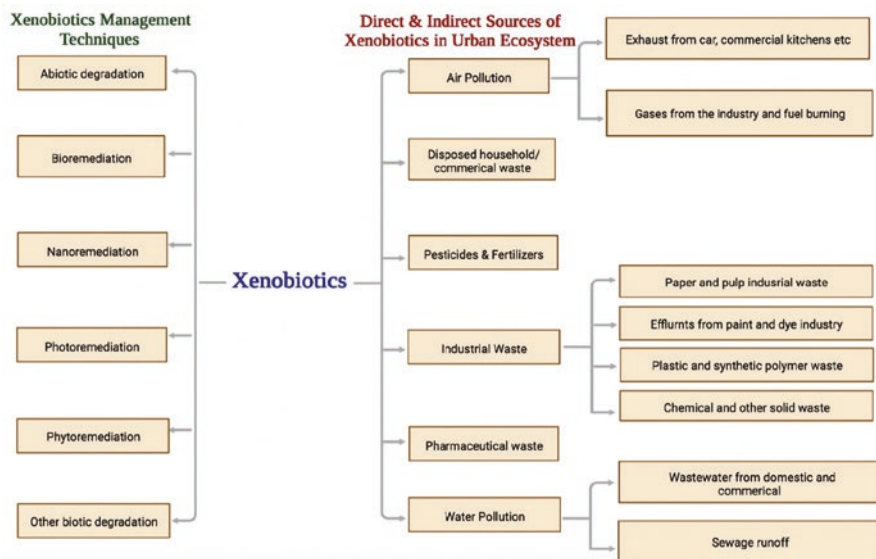 Xenobiotics Management
Techniques
Abiotic degradation
Bioremediation
Nanoremediation
Photoremediation
Phytoremediation
Other biotic degradation
Xenobiotics
Direct & Indirect Sources of
Xenobiotics in Urban Ecosystem
Air Pollution
Exhaust from car, commercial kitchens etc
Gases from the industry and fuel burning
Disposed household/
commerical waste
Pesticides & Fertilizers
Industrial Waste
Paper and pulp indusrial waste
Efflurnts from paint and dye industry
Plastic and synthetic polymer waste
Chemical and other solid waste
Pharmaceutical waste
Water Pollution
Wastewater from domestic and
commerical
Sewage runoff